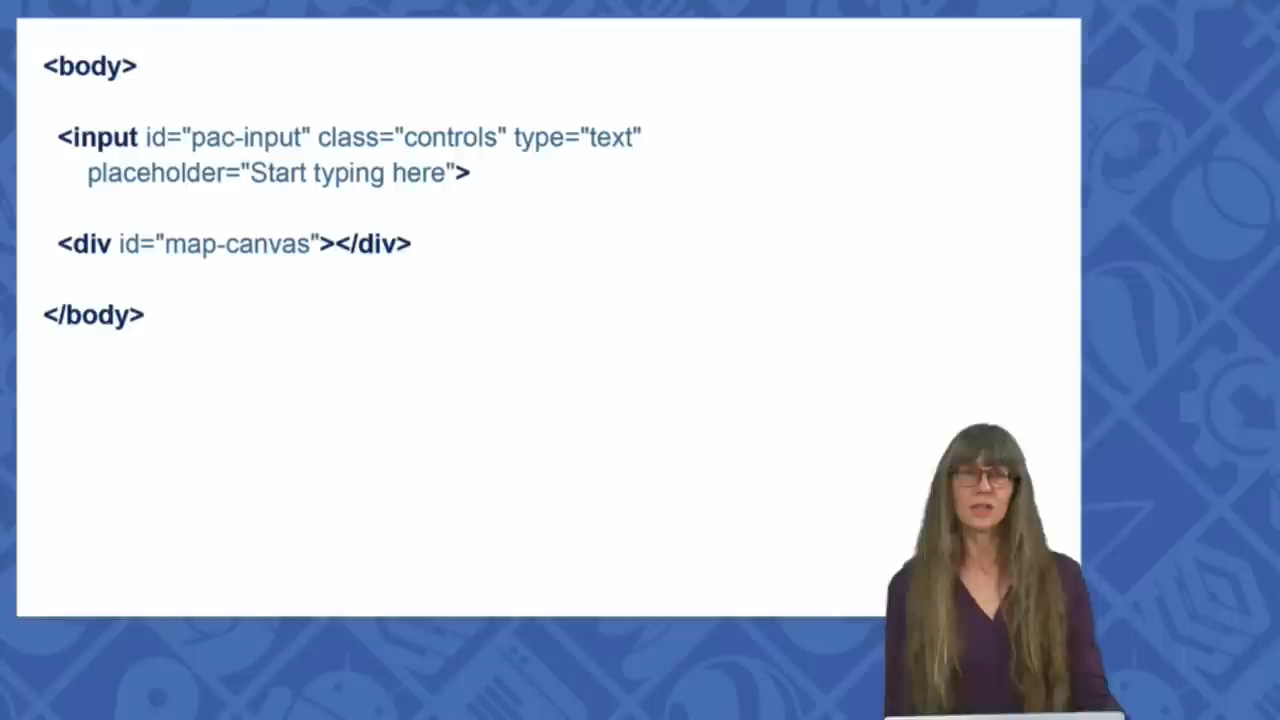 <body>
<input id="pac-input" class="controls" type="text"
placeholder="Start typing here">
<div id="map-canvas"></div>
</body>